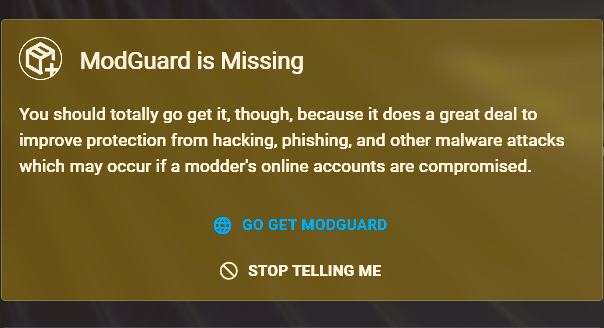 ModGuard is Missing
You should totally go get it, though, because it does a great deal to
improve protection from hacking, phishing, and other malware attacks
which may occur if a modder's online accounts are compromised.
GO GET MODGUARD
STOP TELLING ME